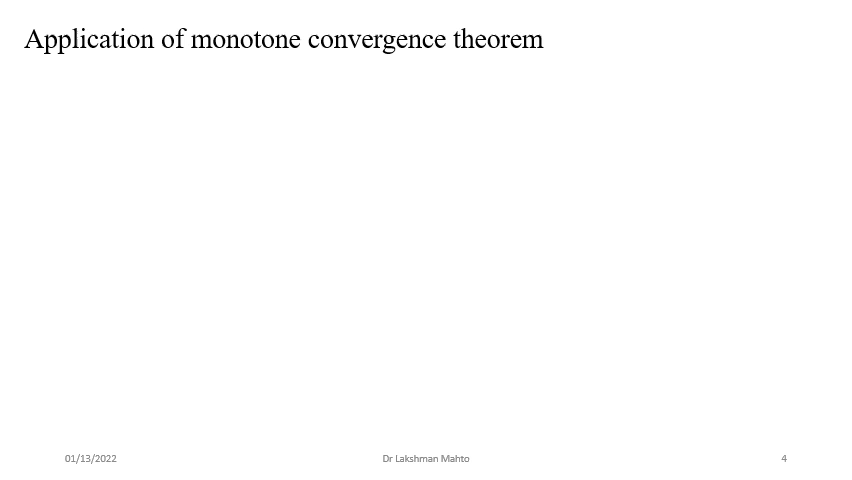 Application of monotone convergence theorem
01/13/2022
Dr Lakshman Mahto
4